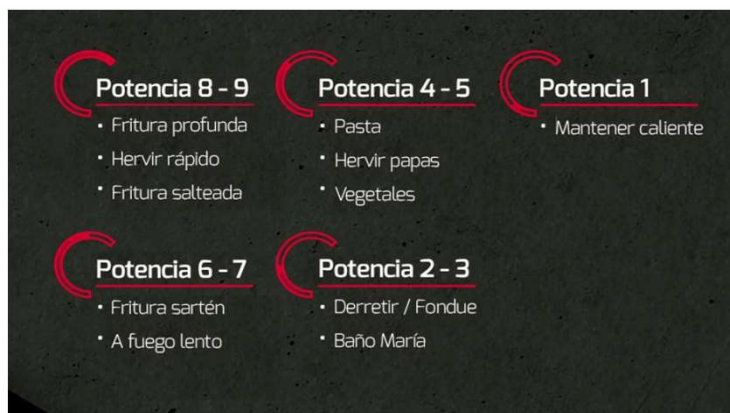 Potencia 8 - 9
• Fritura profunda
• Hervir rápido
• Fritura salteada
Potencia 4 - 5
• Pasta
• Hervir papas
• Vegetales
Potencia 1
• Mantener caliente
Potencia 6 - 7
• Fritura sartén
• A fuego lento
Potencia 2 - 3
• Derretir / Fondue
• Baño María